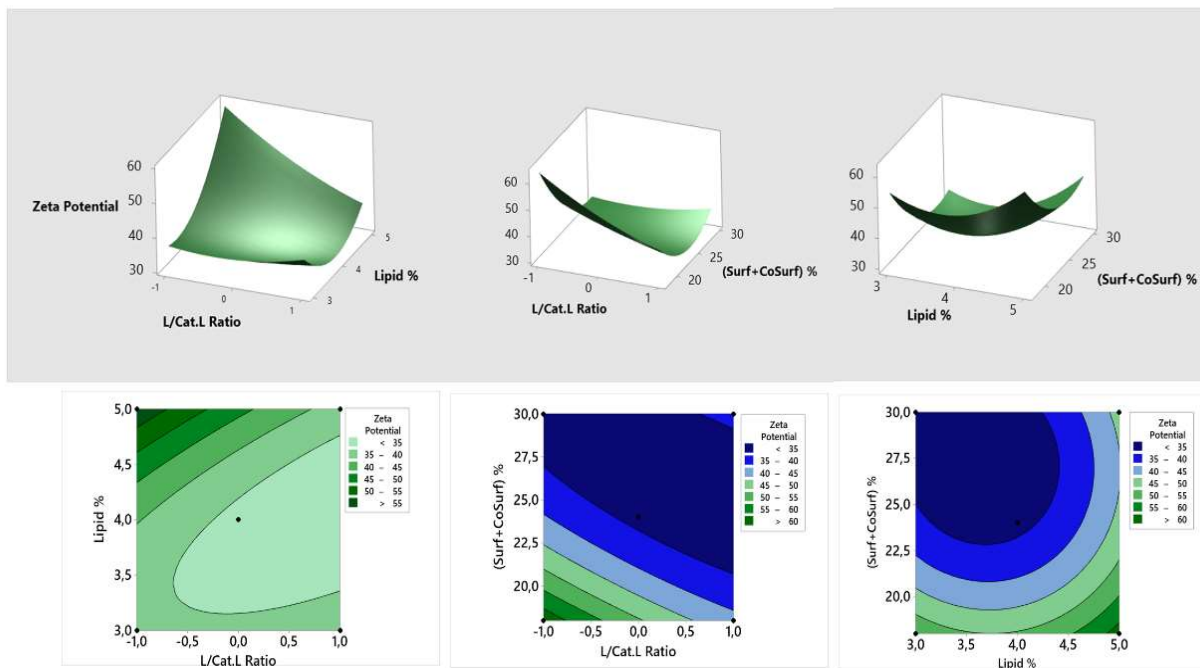 60
50
Zeta Potential
40
30
-1
0
1
3
4
5
Lipid %
L/Cat.L Ratio
60
50
40
30
-1
0
1
20
25
30
(Surf+CoSurf) %
L/Cat.L Ratio
60
50
40
30
3
4
5
20
25
30
(Surf+CoSurf) %
Lipid %
5,0
4,5
4,0
3,5
3,0
Lipid %
-1,0 -0,5 0,0 0,5 1,0
L/Cat.L Ratio
Zeta
Potential
< 35
35 – 40
40 – 45
45 – 50
50 – 55
> 55
30,0
27,5
25,0
22,5
20,0
(Surf+CoSurf) %
-1,0 -0,5 0,0 0,5 1,0
L/Cat.L Ratio
Zeta
Potential
< 35
35 – 40
40 – 45
45 – 50
50 – 55
55 – 60
> 60
30,0
27,5
25,0
22,5
20,0
(Surf+CoSurf) %
3,0 3,5 4,0 4,5 5,0
Lipid %
Zeta
Potential
< 35
35 – 40
40 – 45
45 – 50
50 – 55
55 – 60
> 60